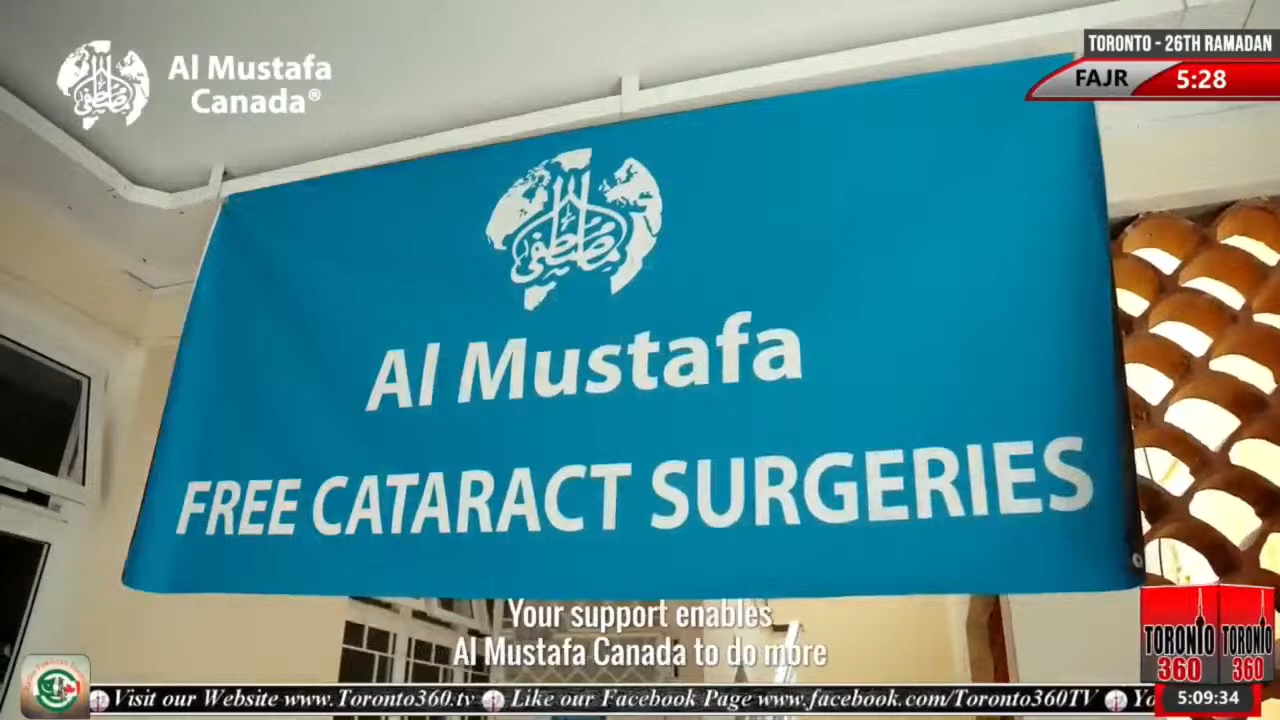 Al Mustafa
Canada®
TORONTO - 26TH RAMADAN
FAJR 5:28
المصطفى
Al Mustafa
FREE CATARACT SURGERIES
Your support enables
Al Mustafa Canada to do more
TORONTO
360
TORONTO
360
Visit our Website www.Toronto360.tv Like our Facebook Page www.facebook.com/Toronto360TV
5:09:34